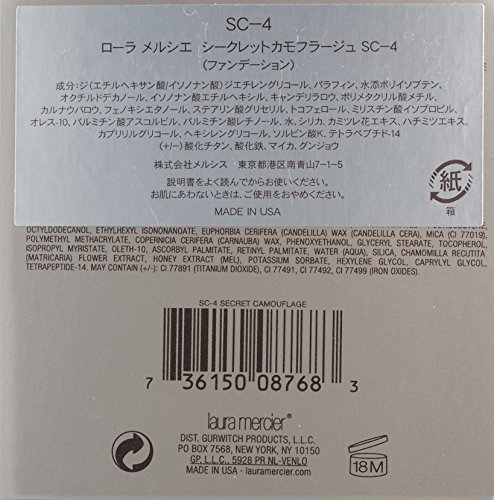 SC-4
ローラ メルシエ シークレットカモフラージュ SC-4
(ファンデーション)
成分:ジ(エチルヘキサン酸/イソノナン酸)ジエチレングリコール、パラフィン、水添ポリイソブテン、
オクチルドデカノール、イソノナン酸エチルヘキシル、キャンデリラロウ、ポリメタクリル酸メチル、
カルナウバロウ、フェノキシエタノール、ステアリン酸グリセリル、トコフェロール、ミリスチン酸イソプロピル、
オレス-10、パルミチン酸アスコルビル、パルミチン酸レチノール、水、シリカ、カミツレ花エキス、ハチミツエキス、
カプリリルグリコール、ヘキシレングリコール、ソルビン酸K、テトラペプチド-14
(+/-)酸化チタン、酸化鉄、マイカ、グンジョウ
株式会社メルシス 東京都港区南青山7-1-5
説明書をよく読んでからお使いください。
お肌にあわないときは、ご使用をおやめください。
MADE IN USA
紙
箱
OCTYLDODECANOL, ETHYLHEXYL ISONONANOATE, EUPHORBIA CERIFERA (CANDELILLA) WAX (CANDELILLA CERA), MICA (CI 77019),
POLYMETHYL METHACRYLATE, COPERNICA CERIFERA (CARNAUBA) WAX, PHENOXYETHANOL, GLYCERYL STEARATE, TOCOPHEROL,
ISOPROPYL MYRISTATE, OLETH-10, ASCORBYL PALMITATE, RETINYL PALMITATE, WATER (AQUA), SILICA, CHAMOMILLA RECUTITA
(MATRICARIA) FLOWER EXTRACT, HONEY EXTRACT (MEL), POTASSIUM SORBATE, HEXYLENE GLYCOL, CAPRYLYL GLYCOL,
TETRAPEPTIDE-14. MAY CONTAIN (+/-): CI 77891 (TITANIUM DIOXIDE), CI 77491, CI 77492, CI 77499 (IRON OXIDES).
SC-4 SECRET CAMOUFLAGE
7 36150 08768 3
laura mercier®
DIST. GURWITCH PRODUCTS, L.L.C.
PO BOX 7568, NEW YORK, NY 10150
GP. L.L.C., 5928 PR NL-VENLO
MADE IN USA · lauramercier.com
18M